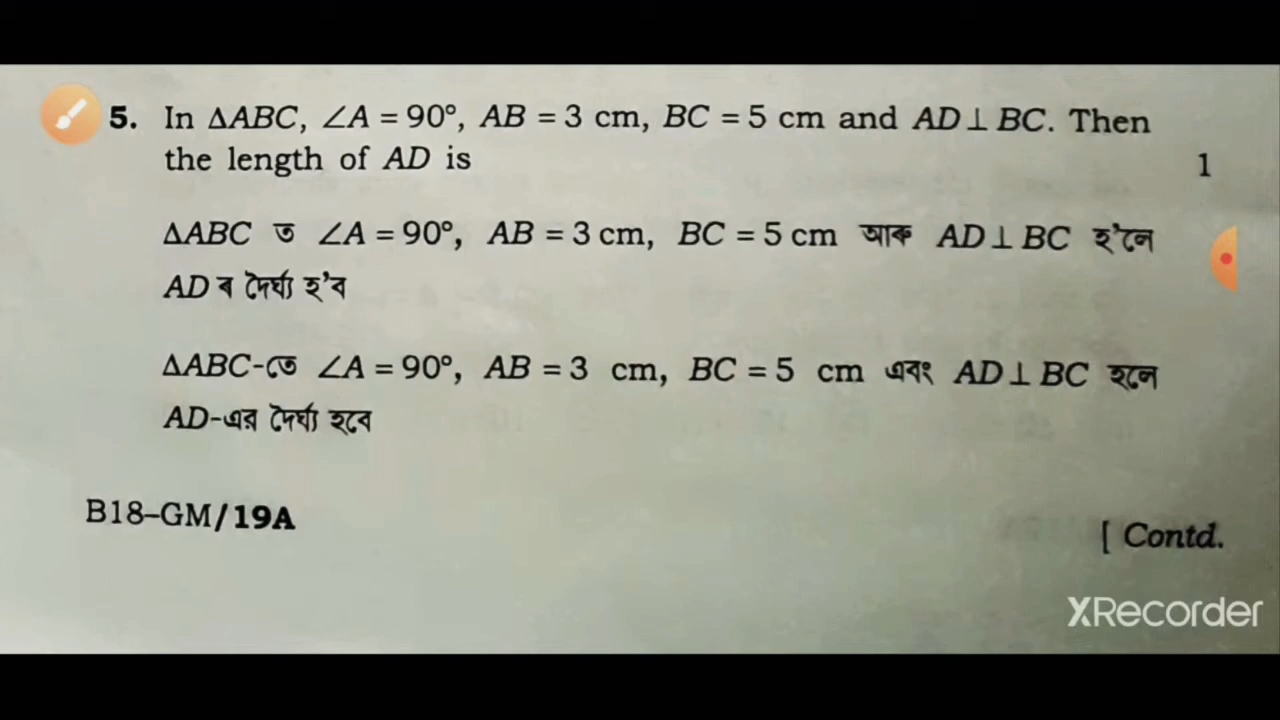 5. In ΔABC, ∠A = 90°, AB = 3 cm, BC = 5 cm and AD ⊥ BC. Then
the length of AD is
1
ΔABC ত ∠A = 90°, AB = 3 cm, BC = 5 cm আৰু AD ⊥ BC হ'লে
AD ৰ দৈৰ্ঘ্য হ'ব
ΔABC-তে ∠A = 90°, AB = 3 cm, BC = 5 cm এবং AD ⊥ BC হলে
AD-এর দৈর্ঘ্য হবে
B18–GM/19A
[ Contd.
XRecorder